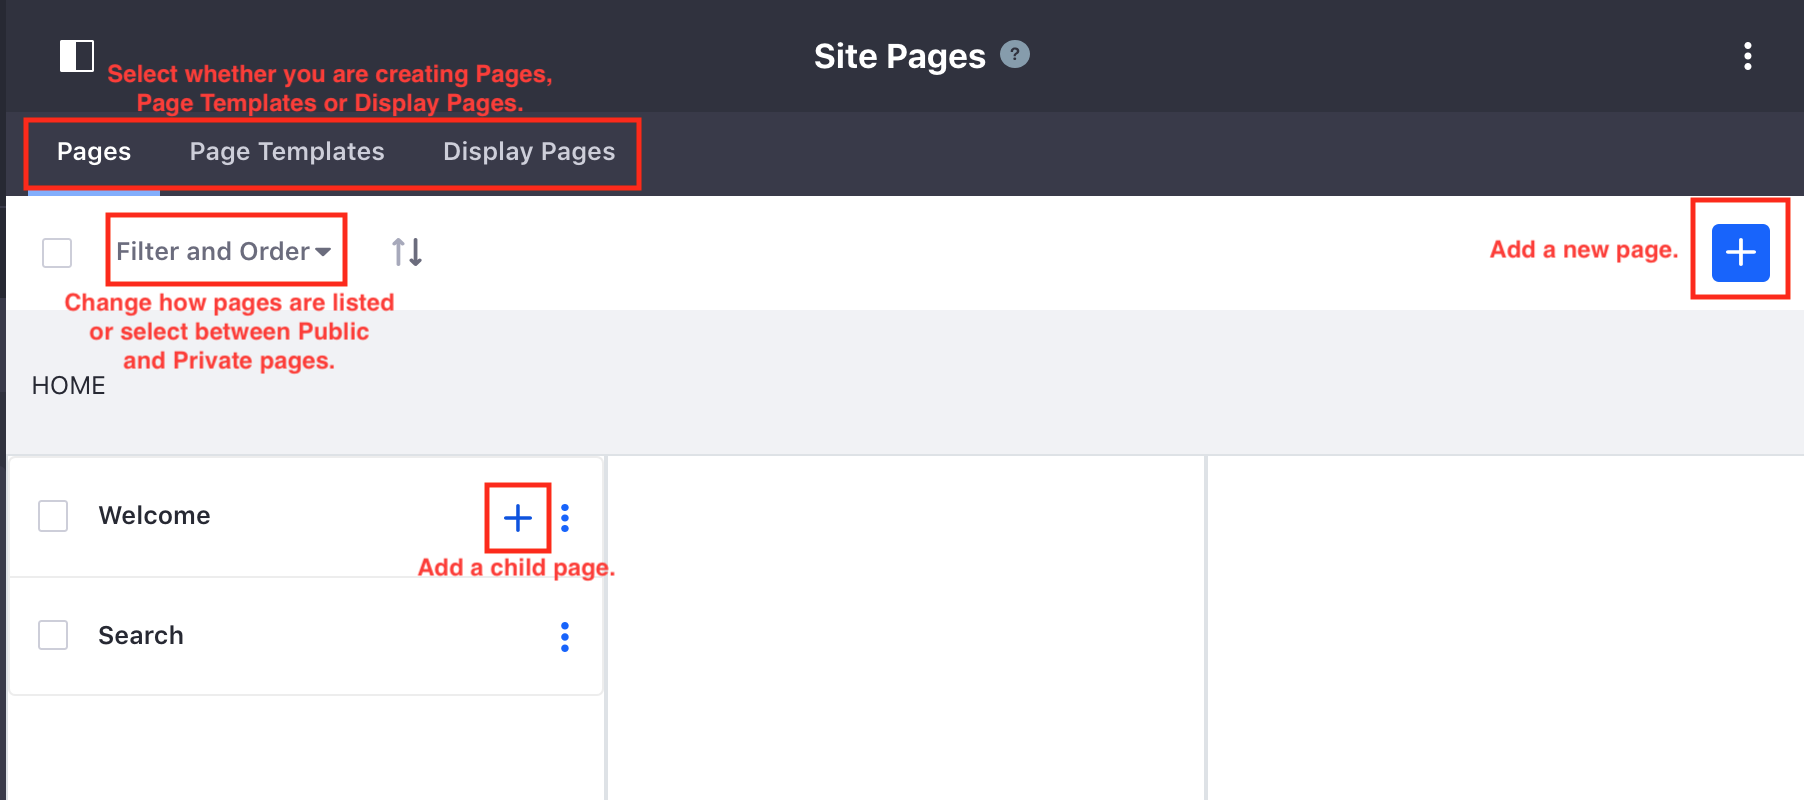 Site Pages ?
Select whether you are creating Pages,
Page Templates or Display Pages.
Pages Page Templates Display Pages
Filter and Order
Add a new page.
Change how pages are listed
or select between Public
and Private pages.
HOME
Welcome
Add a child page.
Search